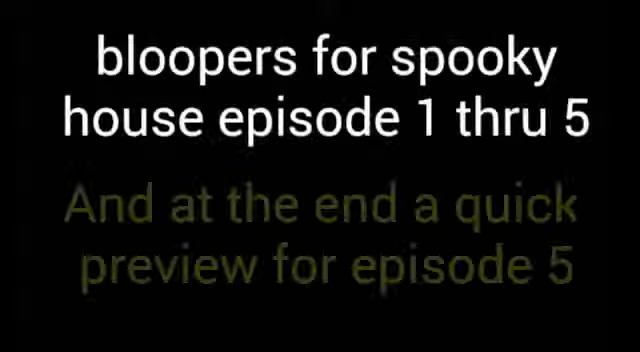 bloopers for spooky
house episode 1 thru 5
And at the end a quick
preview for episode 5